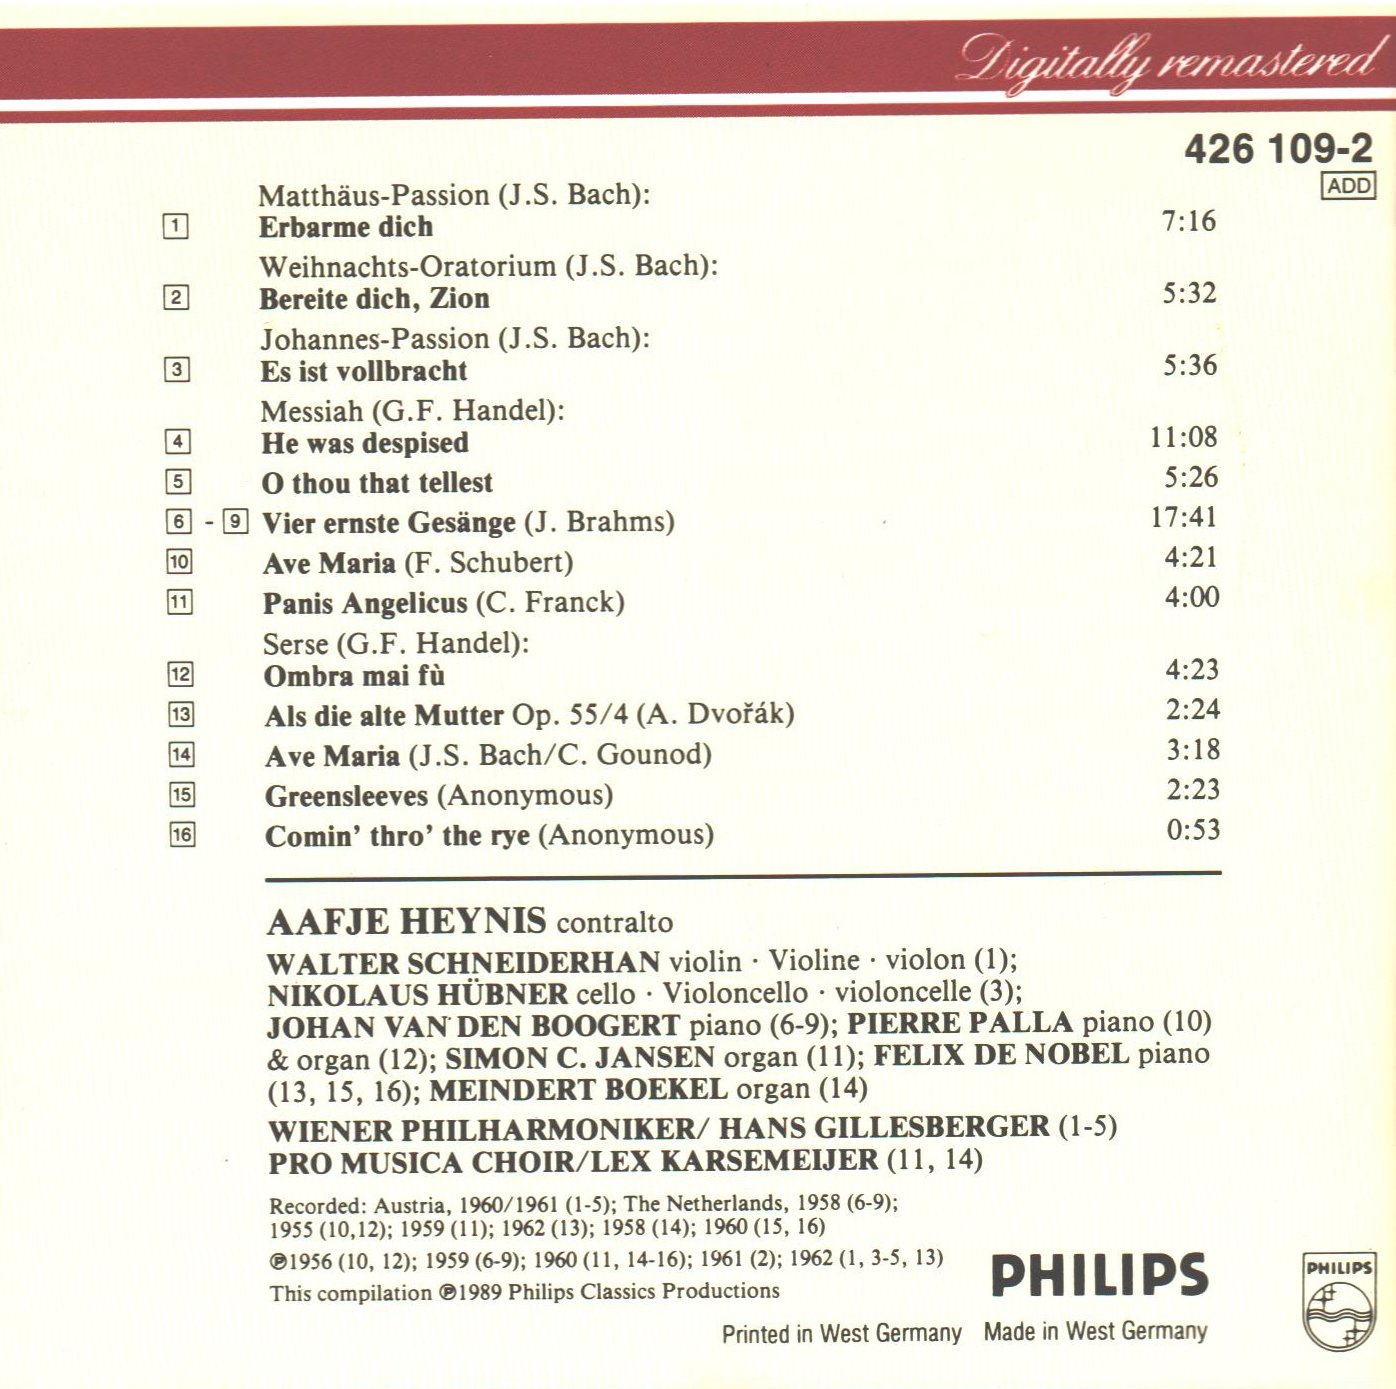 Digitally remastered
426 109-2
ADD
Matthäus-Passion (J.S. Bach):
1 Erbarme dich 7:16
Weihnachts-Oratorium (J.S. Bach):
2 Bereite dich, Zion 5:32
Johannes-Passion (J.S. Bach):
3 Es ist vollbracht 5:36
Messiah (G.F. Handel):
4 He was despised 11:08
5 O thou that tellest 5:26
6 - 9 Vier ernste Gesänge (J. Brahms) 17:41
10 Ave Maria (F. Schubert) 4:21
11 Panis Angelicus (C. Franck) 4:00
Serse (G.F. Handel):
12 Ombra mai fù 4:23
13 Als die alte Mutter Op. 55/4 (A. Dvořák) 2:24
14 Ave Maria (J.S. Bach/C. Gounod) 3:18
15 Greensleeves (Anonymous) 2:23
16 Comin' thro' the rye (Anonymous) 0:53
AAFJE HEYNIS contralto
WALTER SCHNEIDERHAN violin · Violine · violon (1);
NIKOLAUS HÜBNER cello · Violoncello · violoncelle (3);
JOHAN VAN DEN BOOGERT piano (6-9); PIERRE PALLA piano (10)
& organ (12); SIMON C. JANSEN organ (11); FELIX DE NOBEL piano
(13, 15, 16); MEINDERT BOEKEL organ (14)
WIENER PHILHARMONIKER/ HANS GILLESBERGER (1-5)
PRO MUSICA CHOIR/LEX KARSEMEIJER (11, 14)
Recorded: Austria, 1960/1961 (1-5); The Netherlands, 1958 (6-9);
1955 (10,12); 1959 (11); 1962 (13); 1958 (14); 1960 (15, 16)
℗1956 (10, 12); 1959 (6-9); 1960 (11, 14-16); 1961 (2); 1962 (1, 3-5, 13)
This compilation ℗1989 Philips Classics Productions
PHILIPS
PHILIPS
Printed in West Germany Made in West Germany